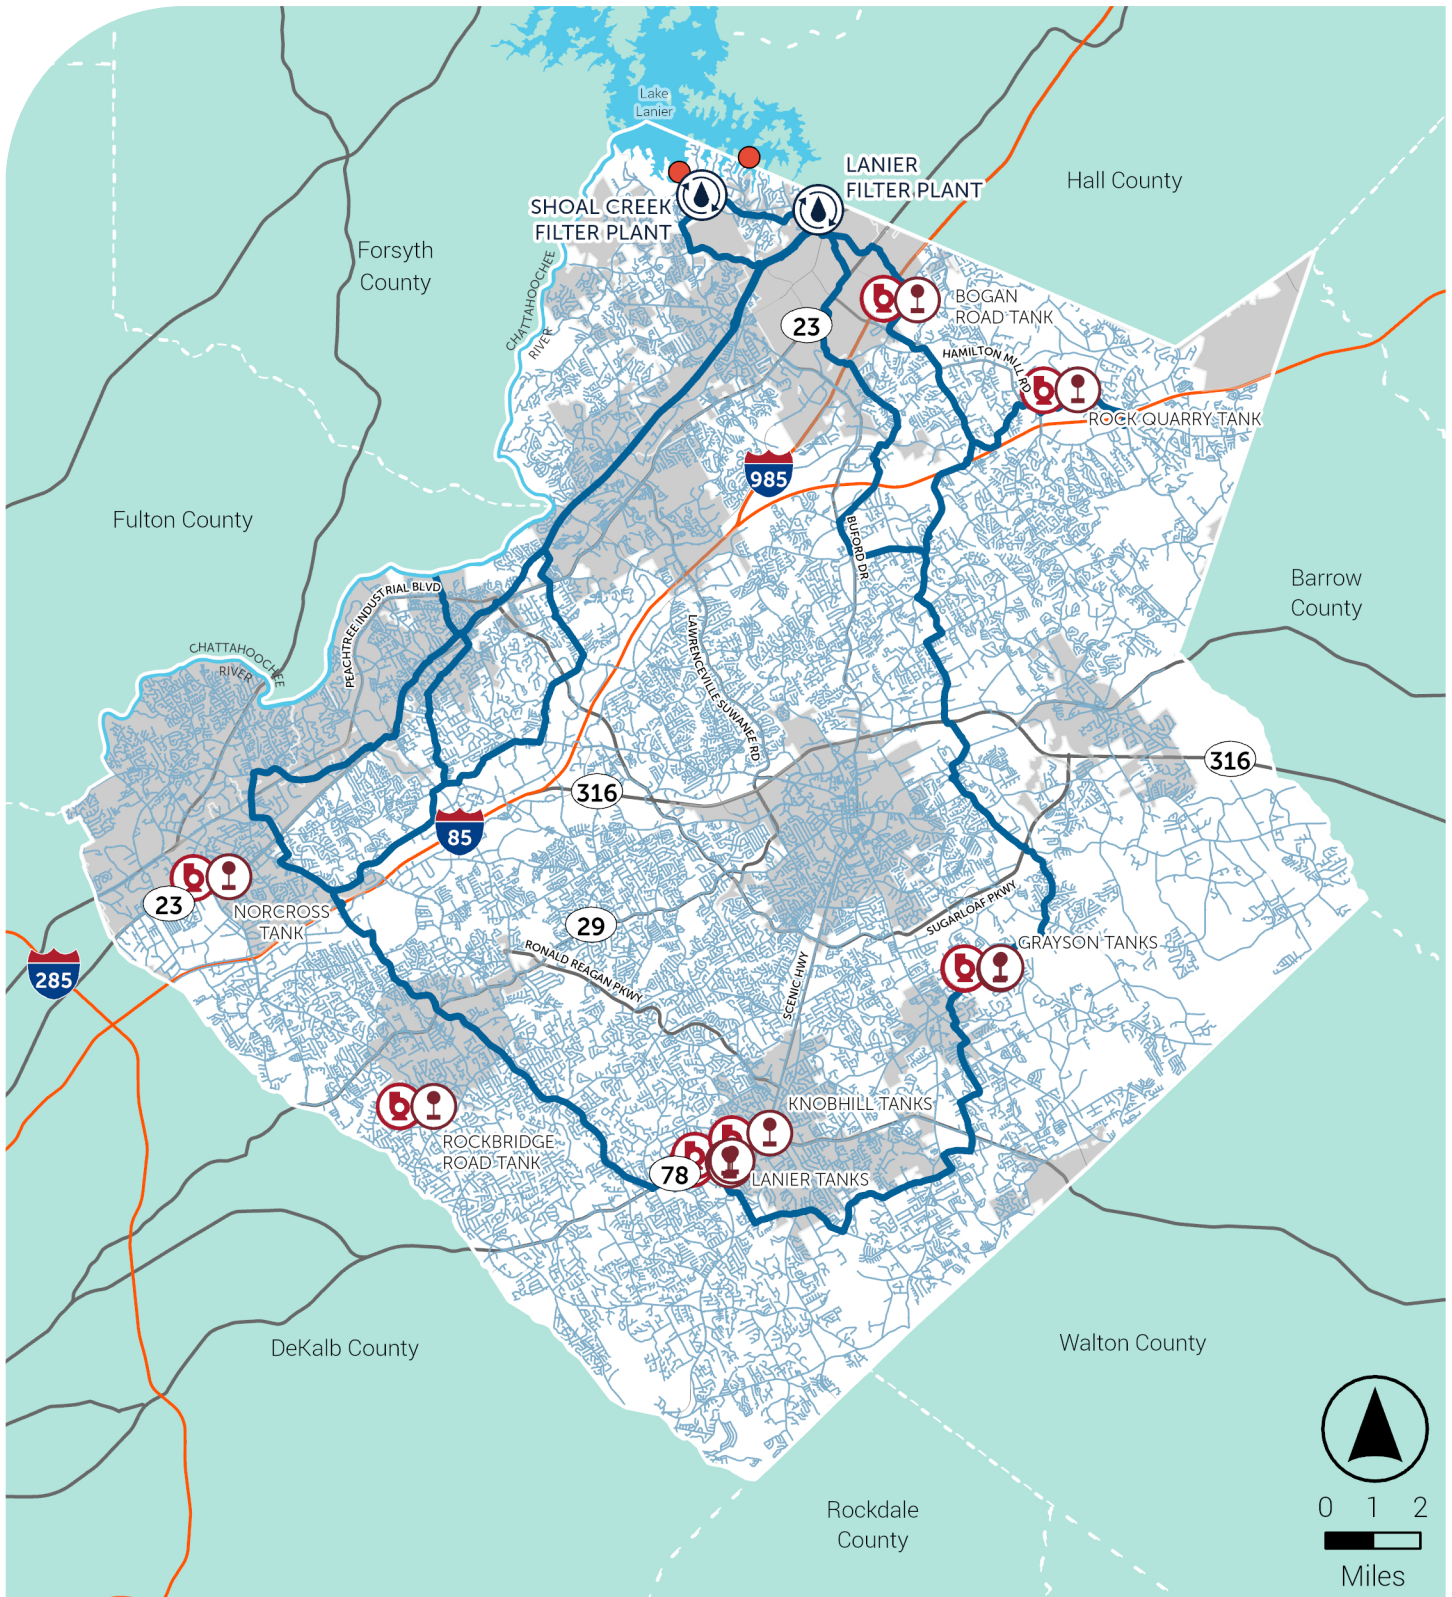 Lake
Lanier
LANIER
FILTER PLANT
Hall County
SHOAL CREEK
FILTER PLANT
Forsyth
County
CHATTAHOOCHEE
RIVER
BOGAN
ROAD TANK
23
HAMILTON MILL RD
ROCK QUARRY TANK
985
Fulton County
BUFORD DR
Barrow
County
PEACHTREE INDUSTRIAL BLVD
CHATTAHOOCHEE
RIVER
LAWRENCEVILLE SUWANEE RD
316
316
85
23
NORCROSS
TANK
29
SUGARLOAF PKWY
GRAYSON TANKS
285
RONALD REAGAN PKWY
SCENIC HWY
KNOBHILL TANKS
ROCKBRIDGE
ROAD TANK
78
LANIER TANKS
DeKalb County
Walton County
Rockdale
County
0 1 2
Miles